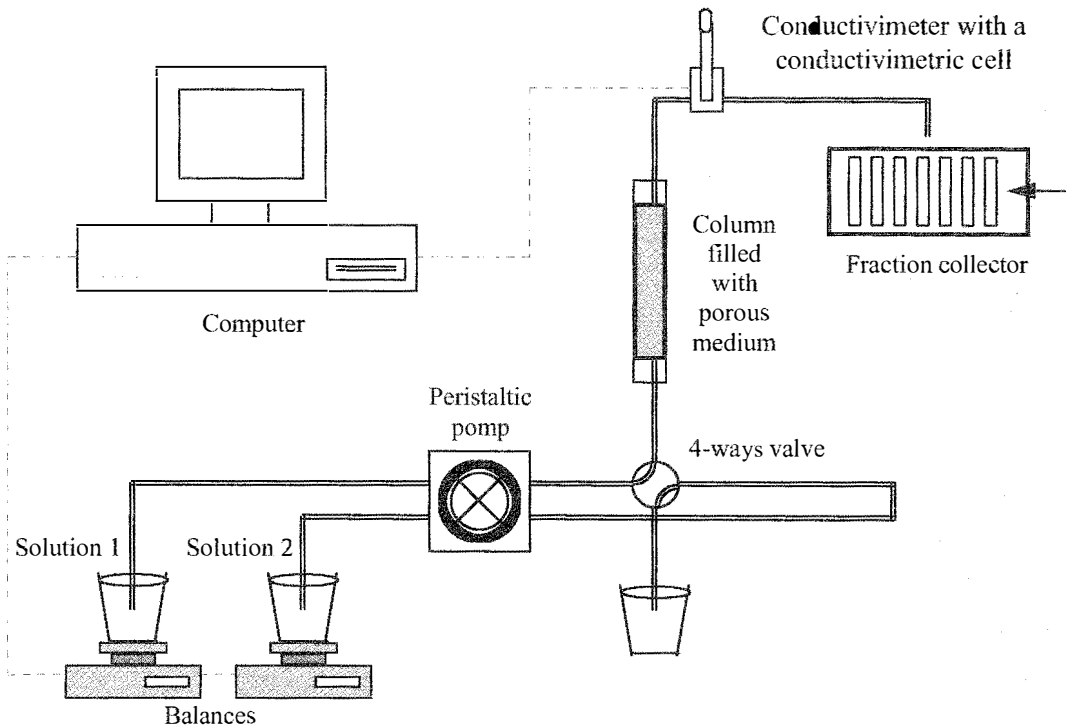 Conductivimeter with a
conductivimetric cell
Column
filled
with
porous
medium
Fraction collector
Computer
Peristaltic
pump
4-ways valve
Solution 1
Solution 2
Balances